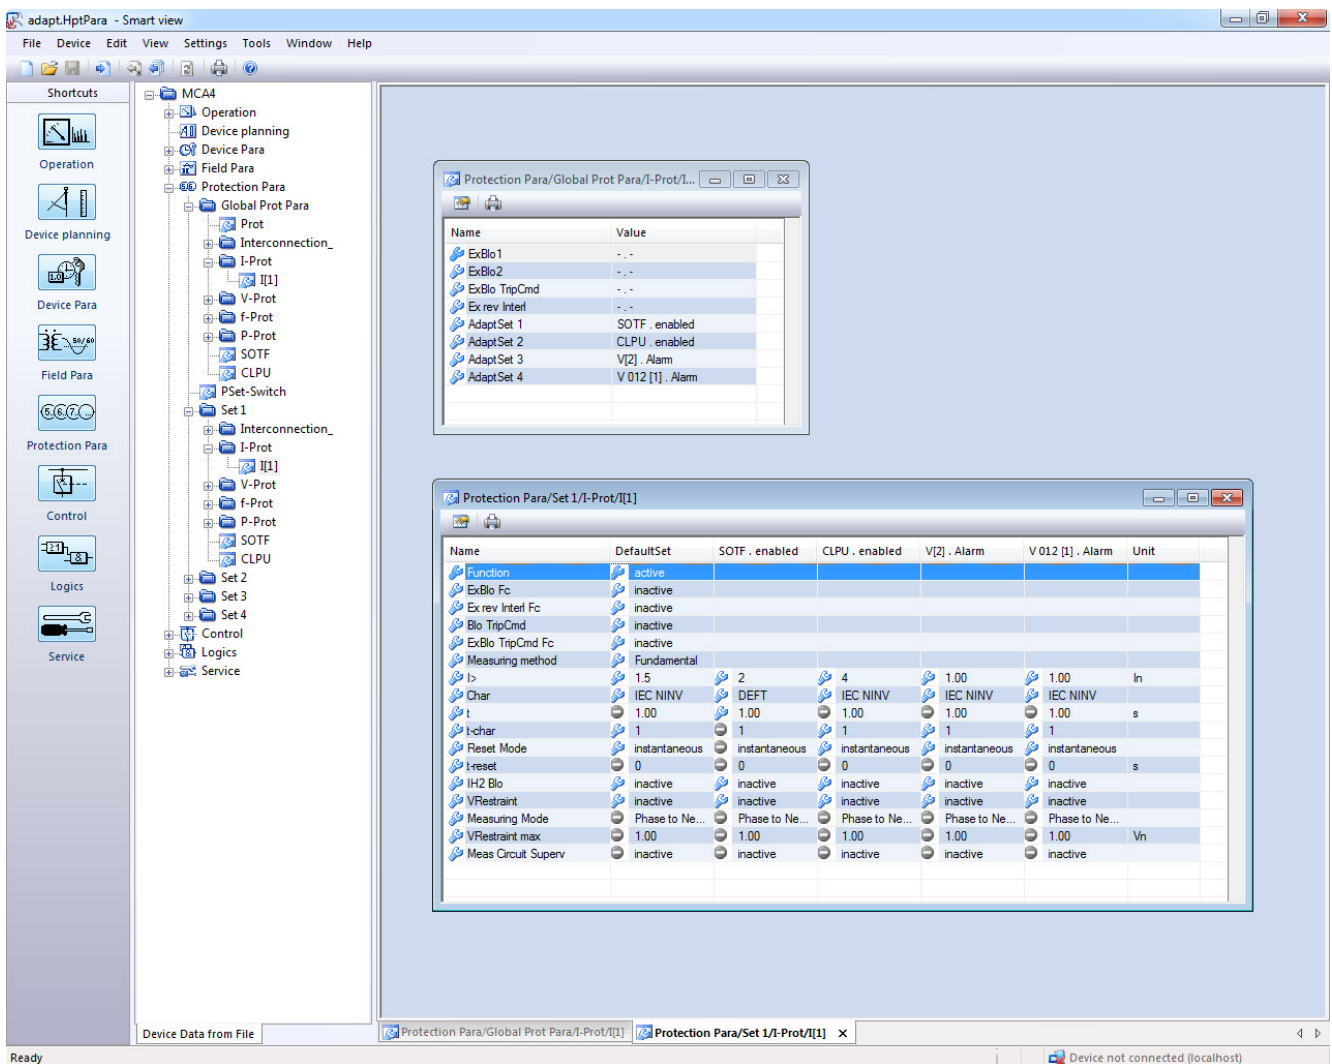 adapt.HptPara - Smart view
File Device Edit View Settings Tools Window Help
Shortcuts
Operation
Device planning
Device Para
Field Para
Protection Para
Control
Logics
Service
MCA4
Operation
Device planning
Device Para
Field Para
Protection Para
Global Prot Para
Prot
Interconnection_
I-Prot
I[1]
V-Prot
f-Prot
P-Prot
SOTF
CLPU
PSet-Switch
Set 1
Interconnection_
I-Prot
I[1]
V-Prot
f-Prot
P-Prot
SOTF
CLPU
Set 2
Set 3
Set 4
Control
Logics
Service
Device Data from File
Protection Para/Global Prot Para/I-Prot/I...
Name Value
ExBlo1 - . -
ExBlo2 - . -
ExBlo TripCmd - . -
Ex rev Interl - . -
AdaptSet 1 SOTF . enabled
AdaptSet 2 CLPU . enabled
AdaptSet 3 V[2] . Alarm
AdaptSet 4 V 012 [1] . Alarm
Protection Para/Set 1/I-Prot/I[1]
Name DefaultSet SOTF . enabled CLPU . enabled V[2] . Alarm V 012 [1] . Alarm Unit
Function active
ExBlo Fc inactive
Ex rev Interl Fc inactive
Blo TripCmd inactive
ExBlo TripCmd Fc inactive
Measuring method Fundamental
I> 1.5 2 4 1.00 1.00 In
Char IEC NINV DEFT IEC NINV IEC NINV IEC NINV
t 1.00 1.00 1.00 1.00 1.00 s
t-char 1 1 1 1 1
Reset Mode instantaneous instantaneous instantaneous instantaneous instantaneous
t-reset 0 0 0 0 0 s
IH2 Blo inactive inactive inactive inactive inactive
VRestraint inactive inactive inactive inactive inactive
Measuring Mode Phase to Ne... Phase to Ne... Phase to Ne... Phase to Ne... Phase to Ne...
VRestraint max 1.00 1.00 1.00 1.00 1.00 Vn
Meas Circuit Superv inactive inactive inactive inactive inactive
Protection Para/Global Prot Para/I-Prot/I[1] Protection Para/Set 1/I-Prot/I[1]
Ready Device not connected (localhost)